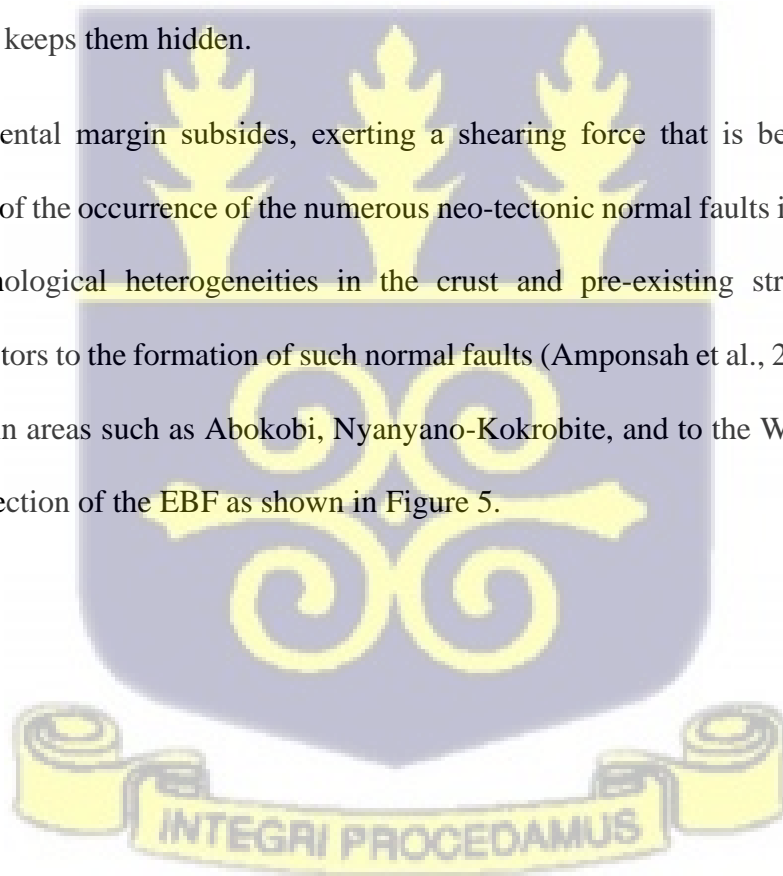 keeps them hidden.
ental margin subsides, exerting a shearing force that is be
of the occurrence of the numerous neo-tectonic normal faults i
nological heterogeneities in the crust and pre-existing str
ctors to the formation of such normal faults (Amponsah et al., 2
in areas such as Abokobi, Nyanyano-Kokrobite, and to the W
ection of the EBF as shown in Figure 5.
INTEGRI PROCEDAMUS